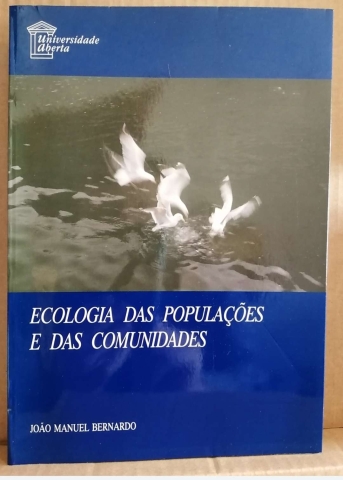 Universidade
Aberta
ECOLOGIA DAS POPULAÇÕES
E DAS COMUNIDADES
JOÃO MANUEL BERNARDO